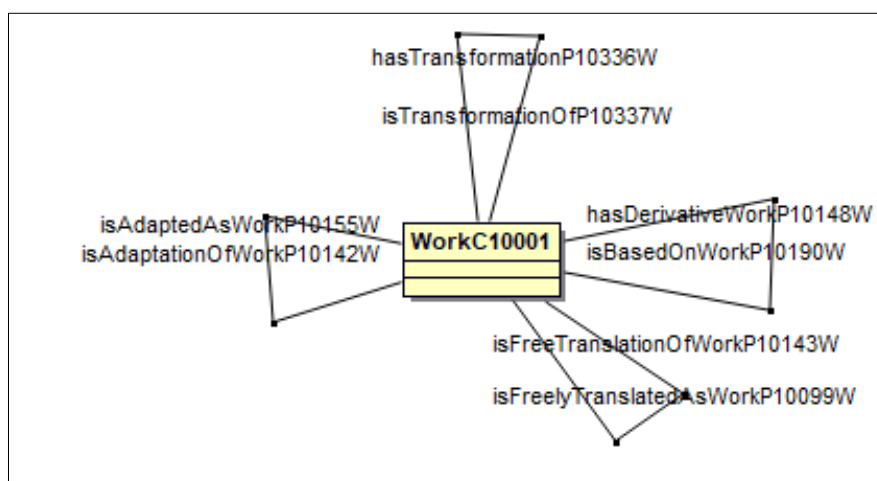 hasTransformationP10336W
isTransformationOfP10337W
isAdaptedAsWorkP10155W
isAdaptationOfWorkP10142W
WorkC10001
hasDerivativeWorkP10148W
isBasedOnWorkP10190W
isFreeTranslationOfWorkP10143W
isFreelyTranslatedAsWorkP10099W